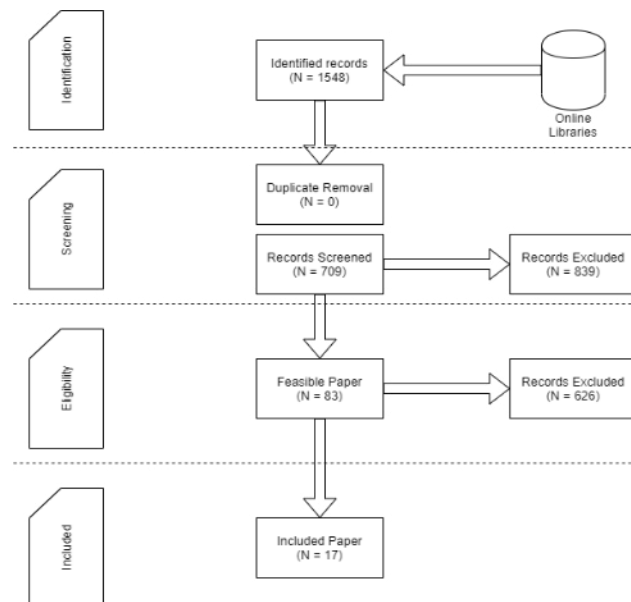 Identification
Identified records
(N = 1548)
Online
Libraries
Duplicate Removal
(N = 0)
Screening
Records Screened
(N = 709)
Records Excluded
(N = 839)
Eligibility
Feasible Paper
(N = 83)
Records Excluded
(N = 626)
Included
Included Paper
(N = 17)